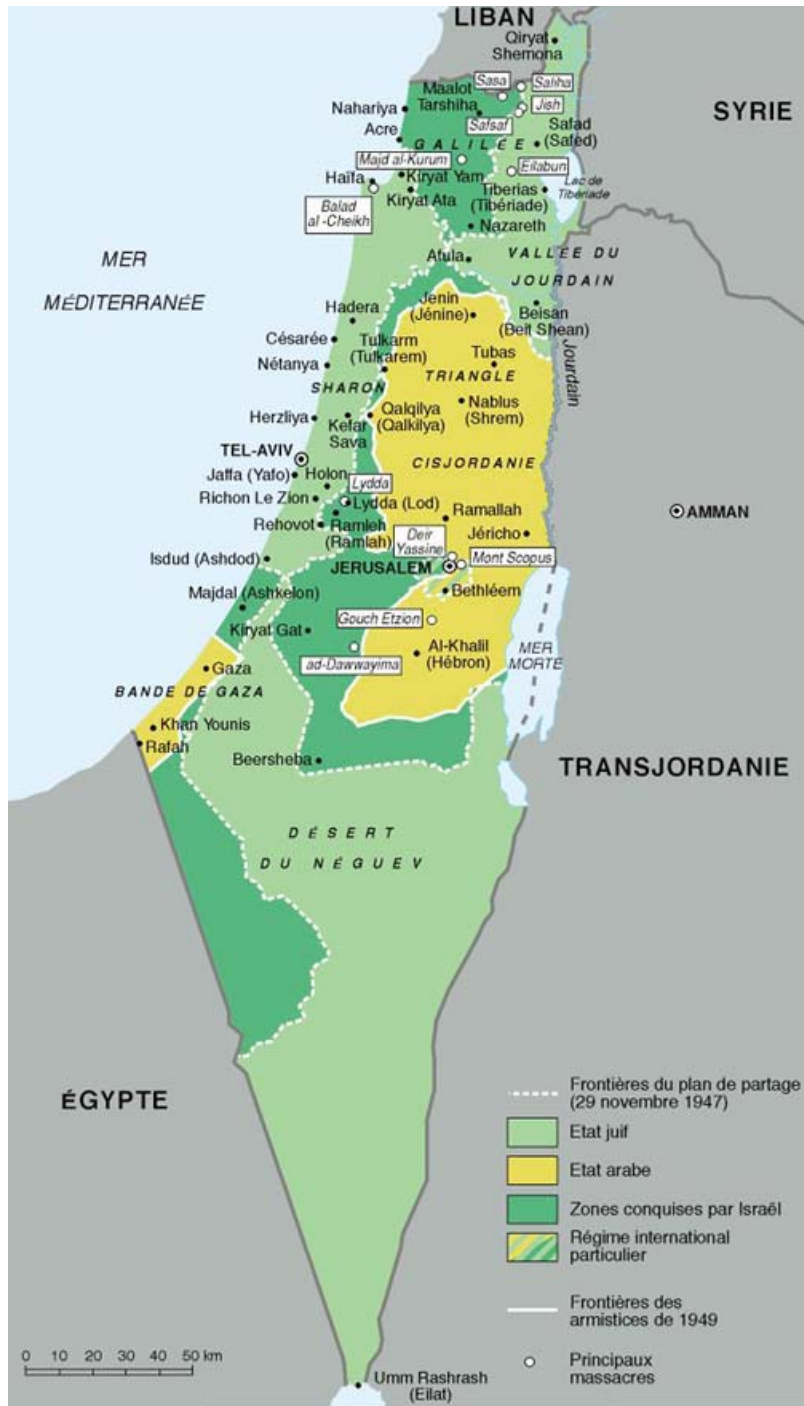 LIBAN
Qiryat
Shemona
SYRIE
Sasa
Saliha
Maalot
Tarshiha
Jish
Nahariya
Safsaf
Acre
Safad
(Safed)
GALILÉE
Majd al-Kurum
Eilabun
Haïfa
Kiryat Yam
Lac de
Tibériade
Kiryat Ata
Tiberias
(Tibériade)
Balad
al -Cheikh
Nazareth
MER
MÉDITERRANÉE
Afula
VALLÉE DU
JOURDAIN
Jenin
(Jénine)
Beisan
(Beit Shean)
Hadera
Césarée
Tulkarm
(Tulkarem)
Tubas
Jourdain
Nétanya
TRIANGLE
SHARON
Nablus
(Shrem)
Qalqilya
(Qalkilya)
Herzliya
Kefar
Sava
TEL-AVIV
CISJORDANIE
Jaffa (Yafo)
Holon
Lydda
Richon Le Zion
Lydda (Lod)
Ramallah
AMMAN
Rehovot
Ramleh
(Ramlah)
Deir
Yassine
Jéricho
Isdud (Ashdod)
JERUSALEM
Mont Scopus
Majdal (Ashkelon)
Bethléem
Gouch Etzion
Kiryat Gat
Al-Khalil
(Hébron)
MER
MORTE
ad-Dawwayima
Gaza
BANDE DE GAZA
Khan Younis
Rafah
Beersheba
TRANSJORDANIE
DÉSERT
DU NÉGUEV
ÉGYPTE
Frontières du plan de partage
(29 novembre 1947)
Etat juif
Etat arabe
Zones conquises par Israël
Régime international
particulier
Frontières des
armistices de 1949
Principaux
massacres
0 10 20 30 40 50 km
Umm Rashrash
(Eilat)